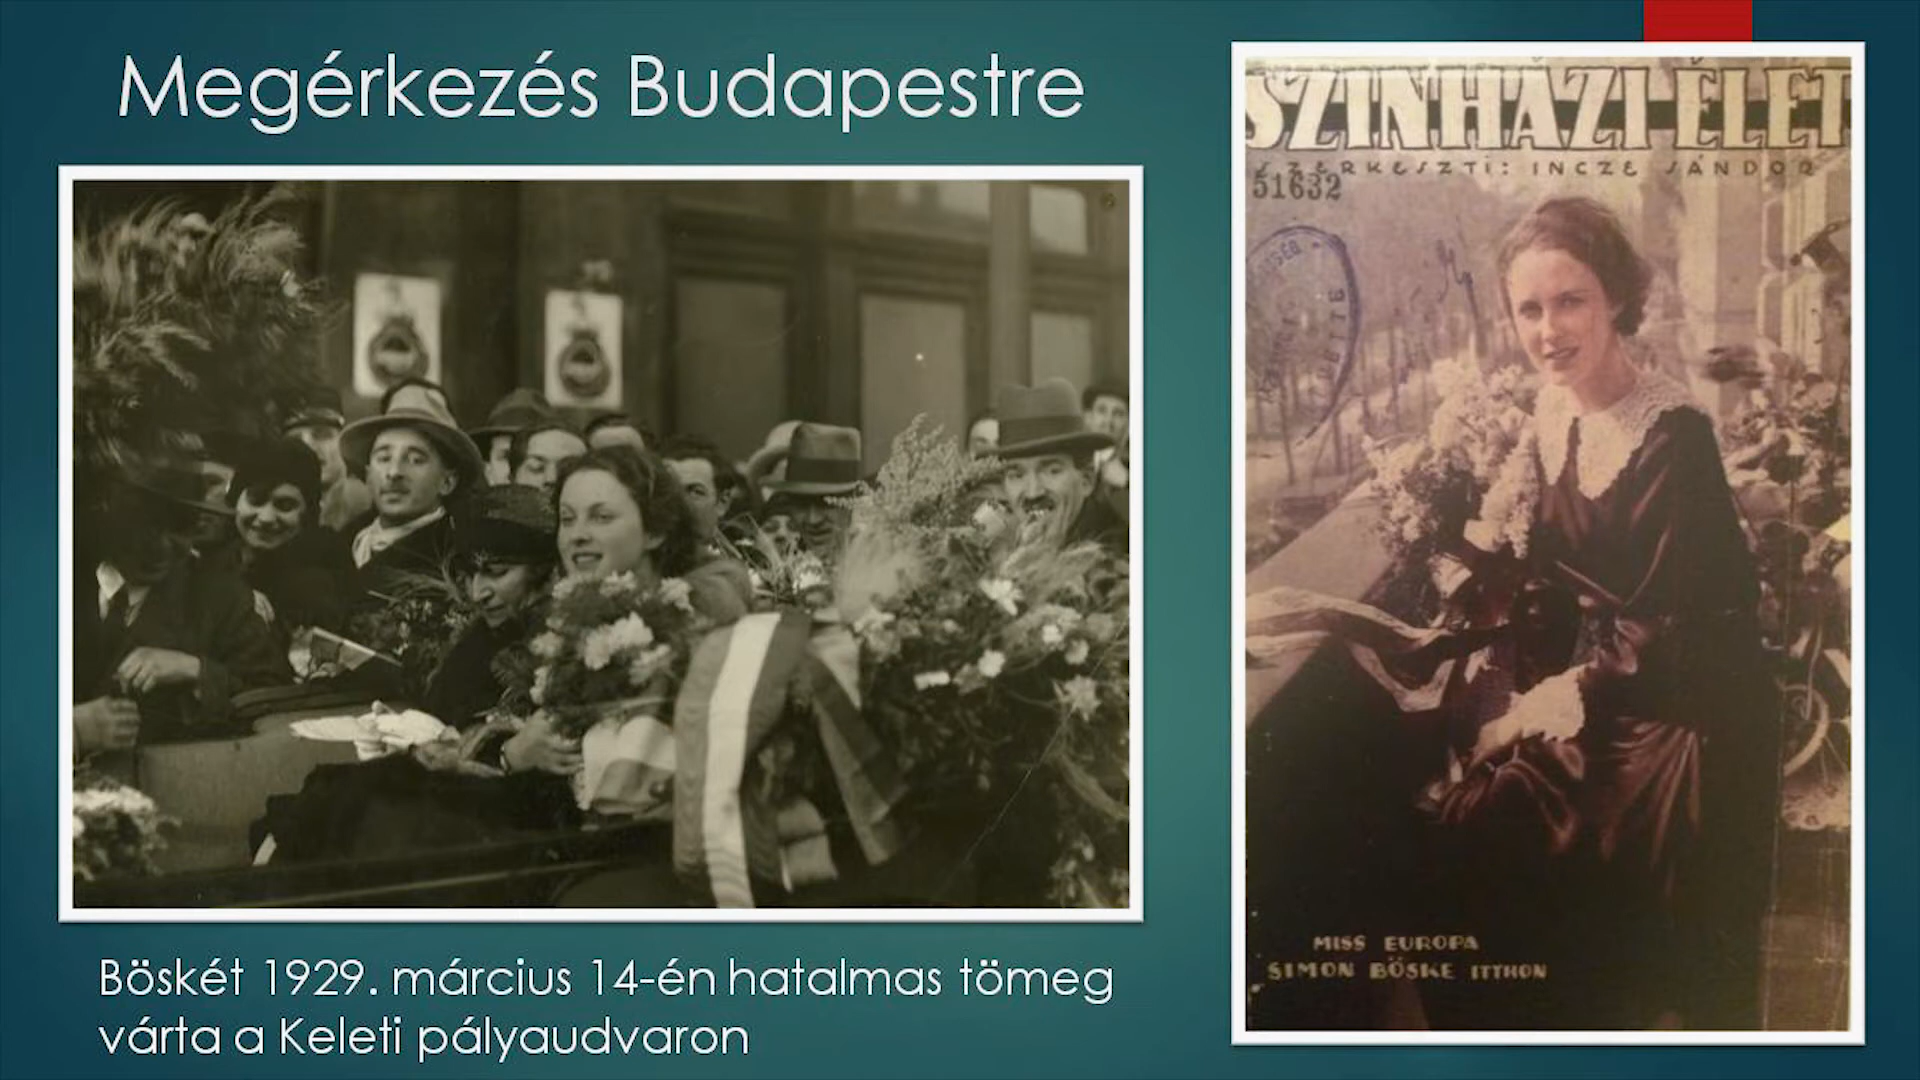 Megérkezés Budapestre
Böskét 1929. március 14-én hatalmas tömeg
várta a Keleti pályaudvaron
SZINHÁZI ÉLET
SZERKESZTI: INCZE SÁNDOR
51632
MISS EUROPA
SIMON BÖSKE ITTHON